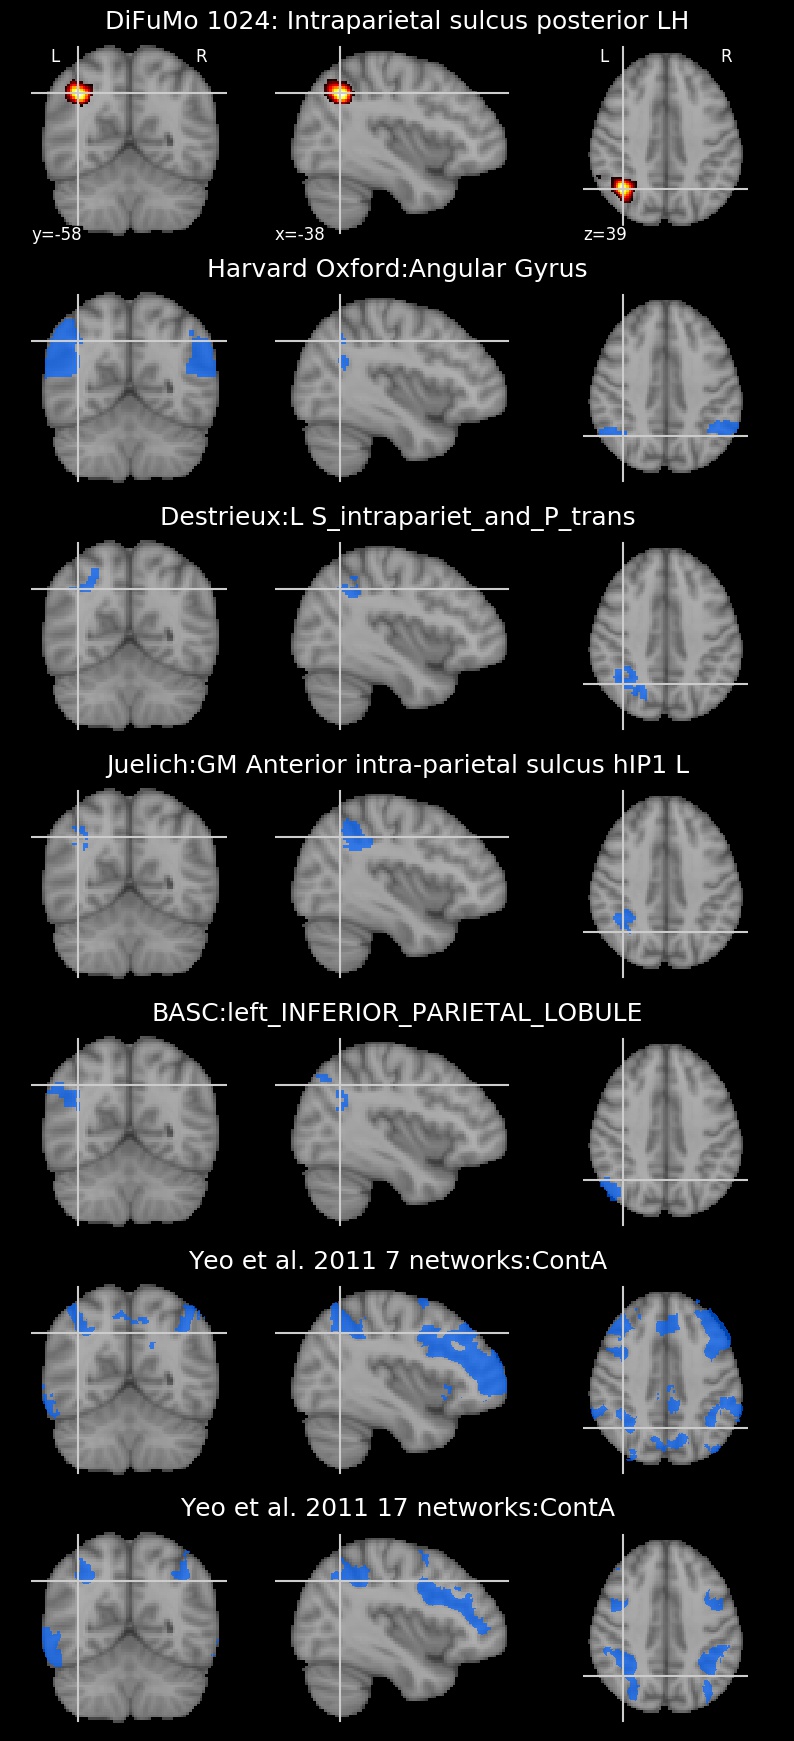 DiFuMo 1024: Intraparietal sulcus posterior LH
L R L R
y=-58 x=-38 z=39
Harvard Oxford:Angular Gyrus
Destrieux:L S_intrapariet_and_P_trans
Juelich:GM Anterior intra-parietal sulcus hIP1 L
BASC:left_INFERIOR_PARIETAL_LOBULE
Yeo et al. 2011 7 networks:ContA
Yeo et al. 2011 17 networks:ContA